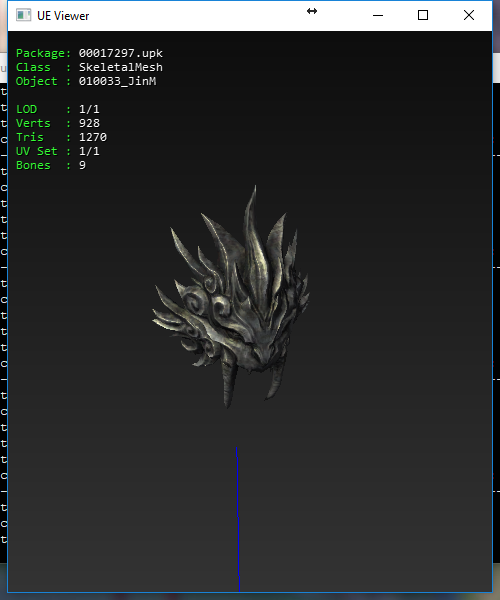 UE Viewer
Package: 00017297.upk
Class : SkeletalMesh
Object : 010033_JinM
LOD : 1/1
Verts : 928
Tris : 1270
UV Set : 1/1
Bones : 9